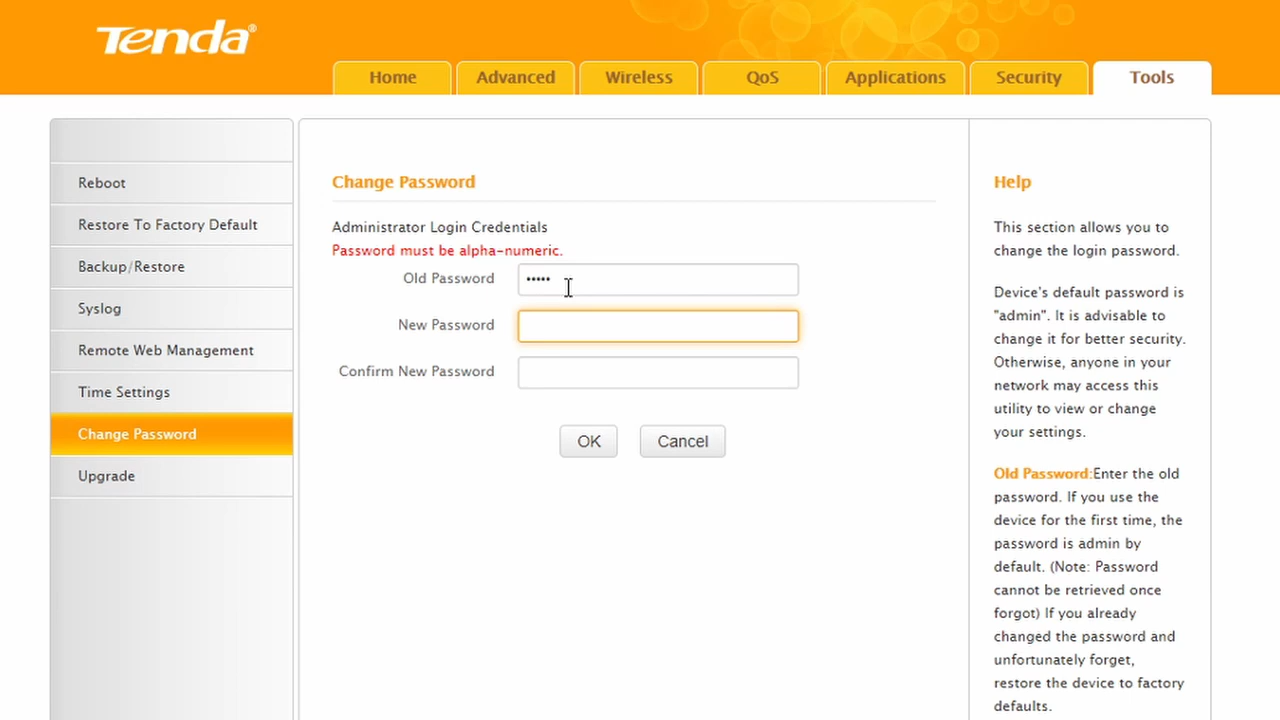 Tenda®
Home
Advanced
Wireless
QoS
Applications
Security
Tools
Reboot
Restore To Factory Default
Backup/Restore
Syslog
Remote Web Management
Time Settings
Change Password
Upgrade
Change Password
Administrator Login Credentials
Password must be alpha-numeric.
Old Password
•••••
New Password
Confirm New Password
OK
Cancel
Help
This section allows you to
change the login password.
Device's default password is
"admin". It is advisable to
change it for better security.
Otherwise, anyone in your
network may access this
utility to view or change
your settings.
Old Password:Enter the old
password. If you use the
device for the first time, the
password is admin by
default. (Note: Password
cannot be retrieved once
forgot) If you already
changed the password and
unfortunately forget,
restore the device to factory
defaults.